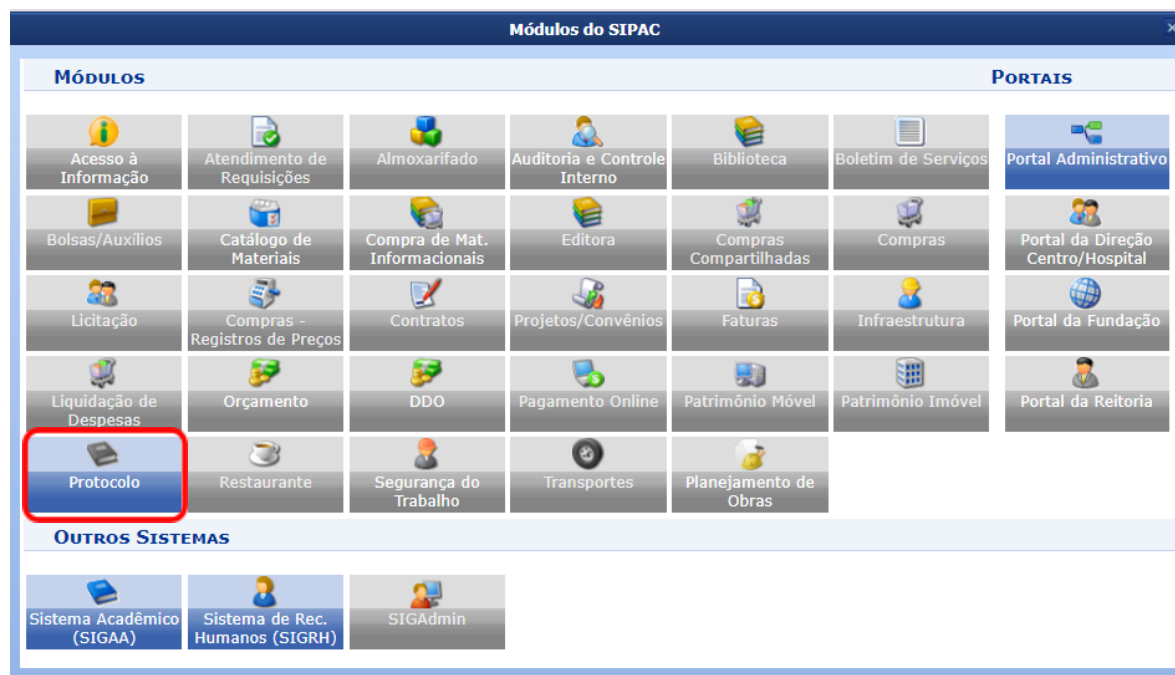 Módulos do SIPAC
MÓDULOS
PORTAIS
Acesso à
Informação
Atendimento de
Requisições
Almoxarifado
Auditoria e Controle
Interno
Biblioteca
Boletim de Serviços
Portal Administrativo
Bolsas/Auxílios
Catálogo de
Materiais
Compra de Mat.
Informacionais
Editora
Compras
Compartilhadas
Compras
Portal da Direção
Centro/Hospital
Licitação
Compras -
Registros de Preços
Contratos
Projetos/Convênios
Faturas
Infraestrutura
Portal da Fundação
Liquidação de
Despesas
Orçamento
DDO
Pagamento Online
Patrimônio Móvel
Patrimônio Imóvel
Portal da Reitoria
Protocolo
Restaurante
Segurança do
Trabalho
Transportes
Planejamento de
Obras
OUTROS SISTEMAS
Sistema Acadêmico
(SIGAA)
Sistema de Rec.
Humanos (SIGRH)
SIGAdmin